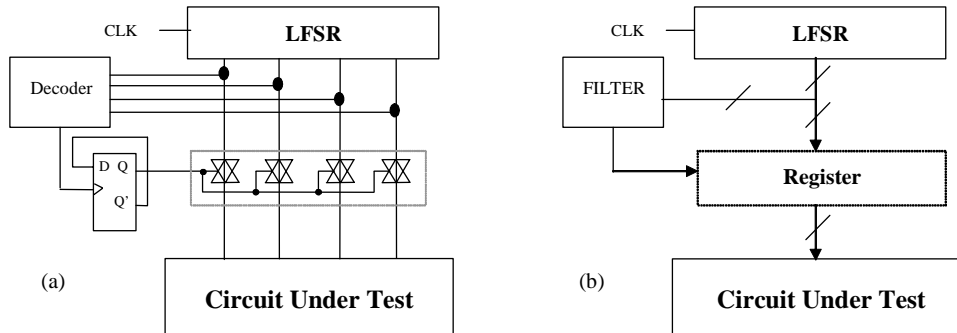 CLK
LFSR
Decoder
D Q
Q’
(a)
Circuit Under Test
CLK
LFSR
FILTER
Register
(b)
Circuit Under Test